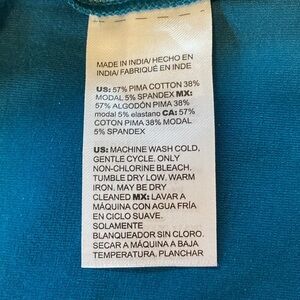 MADE IN INDIA/ HECHO EN
INDIA/ FABRIQUÉ EN INDE
US: 57% PIMA COTTON 38%
MODAL 5% SPANDEX MX:
57% ALGODÓN PIMA 38%
modal 5% elastano CA: 57%
COTON PIMA 38% MODAL
5% SPANDEX
US: MACHINE WASH COLD,
GENTLE CYCLE. ONLY
NON-CHLORINE BLEACH.
TUMBLE DRY LOW. WARM
IRON. MAY BE DRY
CLEANED MX: LAVAR A
MÁQUINA CON AGUA FRÍA
EN CICLO SUAVE.
SOLAMENTE
BLANQUEADOR SIN CLORO.
SECAR A MÁQUINA A BAJA
TEMPERATURA. PLANCHAR